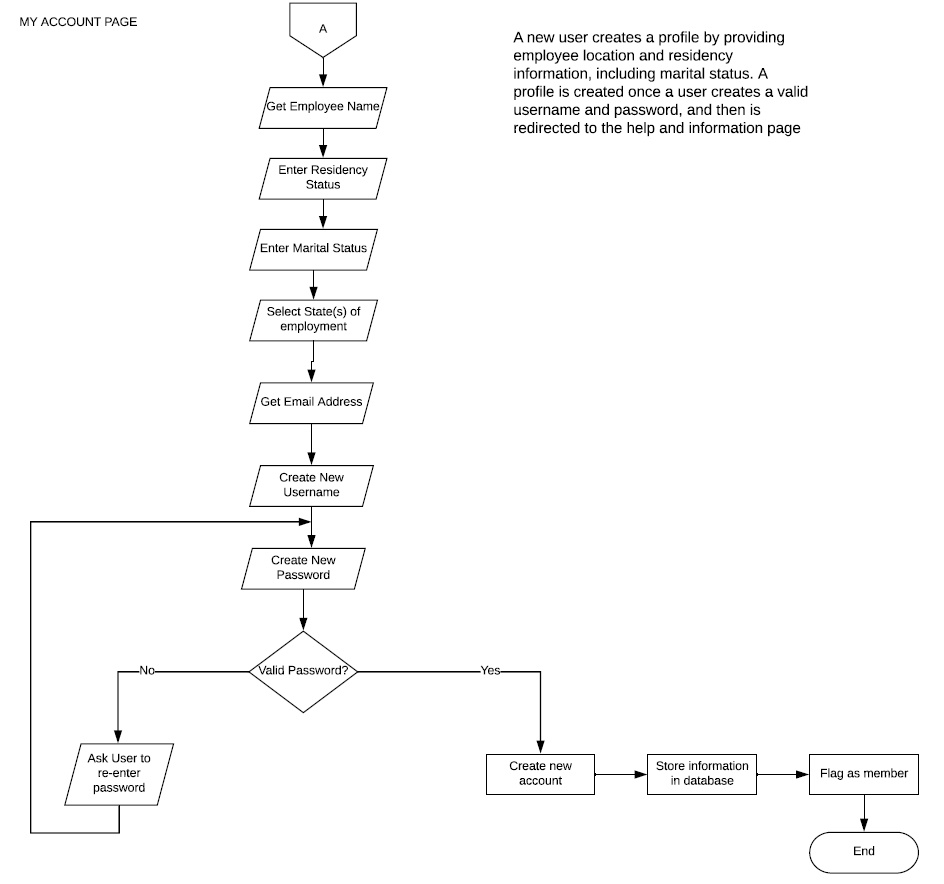 MY ACCOUNT PAGE
A
A new user creates a profile by providing
employee location and residency
information, including marital status. A
profile is created once a user creates a valid
username and password, and then is
redirected to the help and information page
Get Employee Name
Enter Residency
Status
Enter Marital Status
Select State(s) of
employment
Get Email Address
Create New
Username
Create New
Password
Valid Password?
No
Yes
Ask User to
re-enter
password
Create new
account
Store information
in database
Flag as member
End